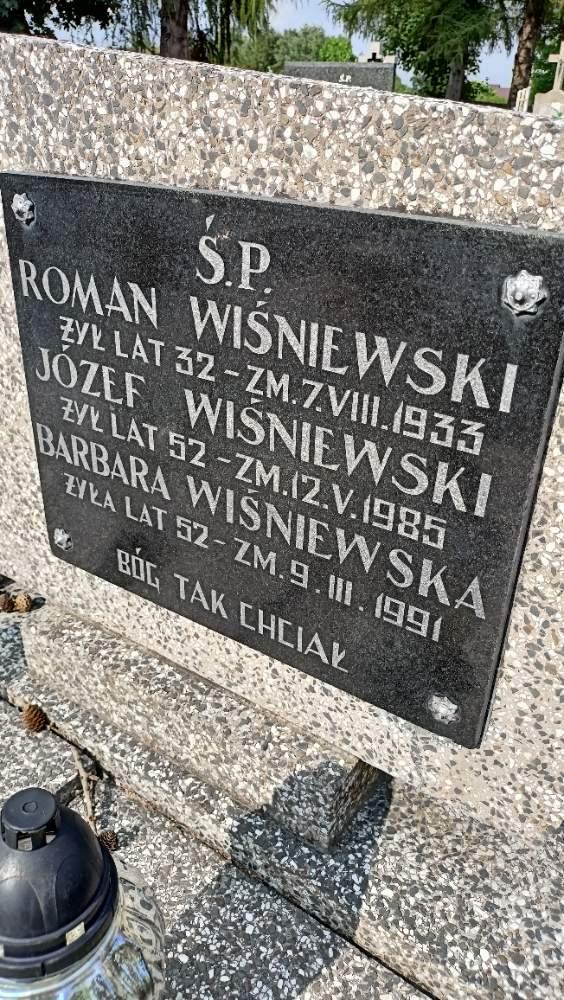 Ś.P.
ROMAN WIŚNIEWSKI
ŻYŁ LAT 32 - ZM. 7.VIII.1933
JÓZEF WIŚNIEWSKI
ŻYŁ LAT 52 - ZM. 12.V.1985
BARBARA WIŚNIEWSKA
ŻYŁA LAT 52 - ZM. 9.III.1991
BÓG TAK CHCIAŁ